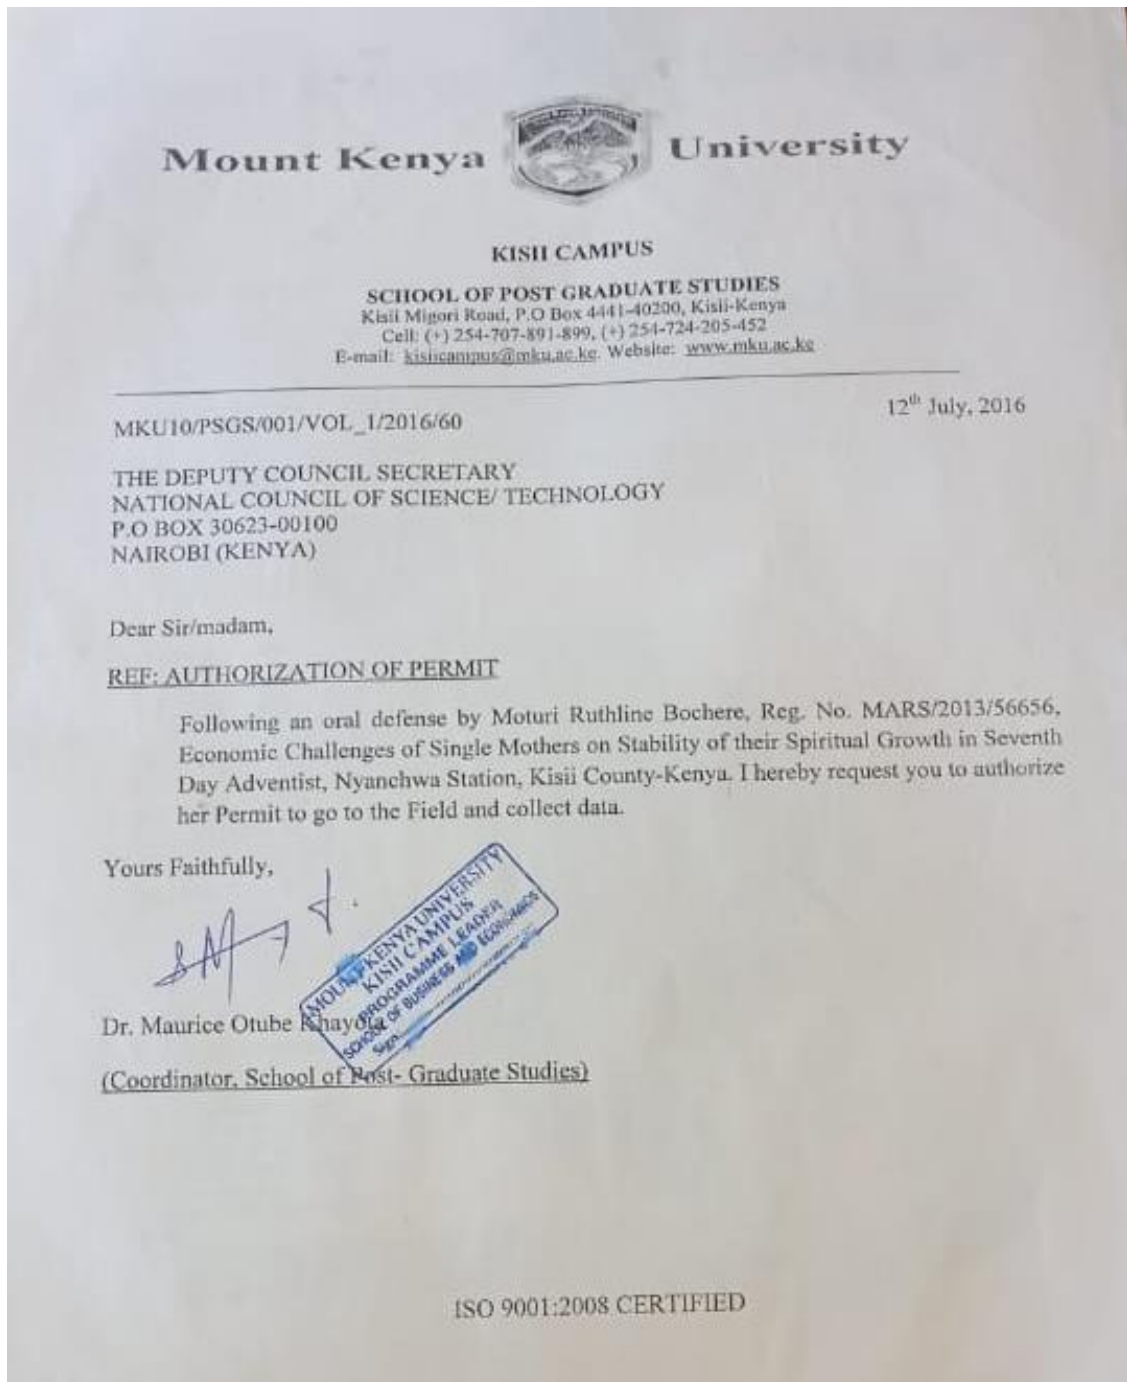 Mount Kenya University
KISII CAMPUS
SCHOOL OF POST GRADUATE STUDIES
Kisii Migori Road, P.O Box 4441-40200, Kisii-Kenya
Cell: (+) 254-707-891-899, (+) 254-724-205-452
E-mail: kisiicampus@mku.ac.ke. Website: www.mku.ac.ke
12th July, 2016
MKU10/PSGS/001/VOL_1/2016/60
THE DEPUTY COUNCIL SECRETARY
NATIONAL COUNCIL OF SCIENCE/ TECHNOLOGY
P.O BOX 30623-00100
NAIROBI (KENYA)
Dear Sir/madam,
REF: AUTHORIZATION OF PERMIT
Following an oral defense by Moturi Ruthline Bochere, Reg. No. MARS/2013/56656,
Economic Challenges of Single Mothers on Stability of their Spiritual Growth in Seventh
Day Adventist, Nyanchwa Station, Kisii County-Kenya. I hereby request you to authorize
her Permit to go to the Field and collect data.
Yours Faithfully,
MOUNT KENYA UNIVERSITY
KISII CAMPUS
PROGRAMME LEADER
SCHOOL OF BUSINESS AND ECONOMICS
Sign
Dr. Maurice Otube Khayota
(Coordinator, School of Post- Graduate Studies)
ISO 9001:2008 CERTIFIED